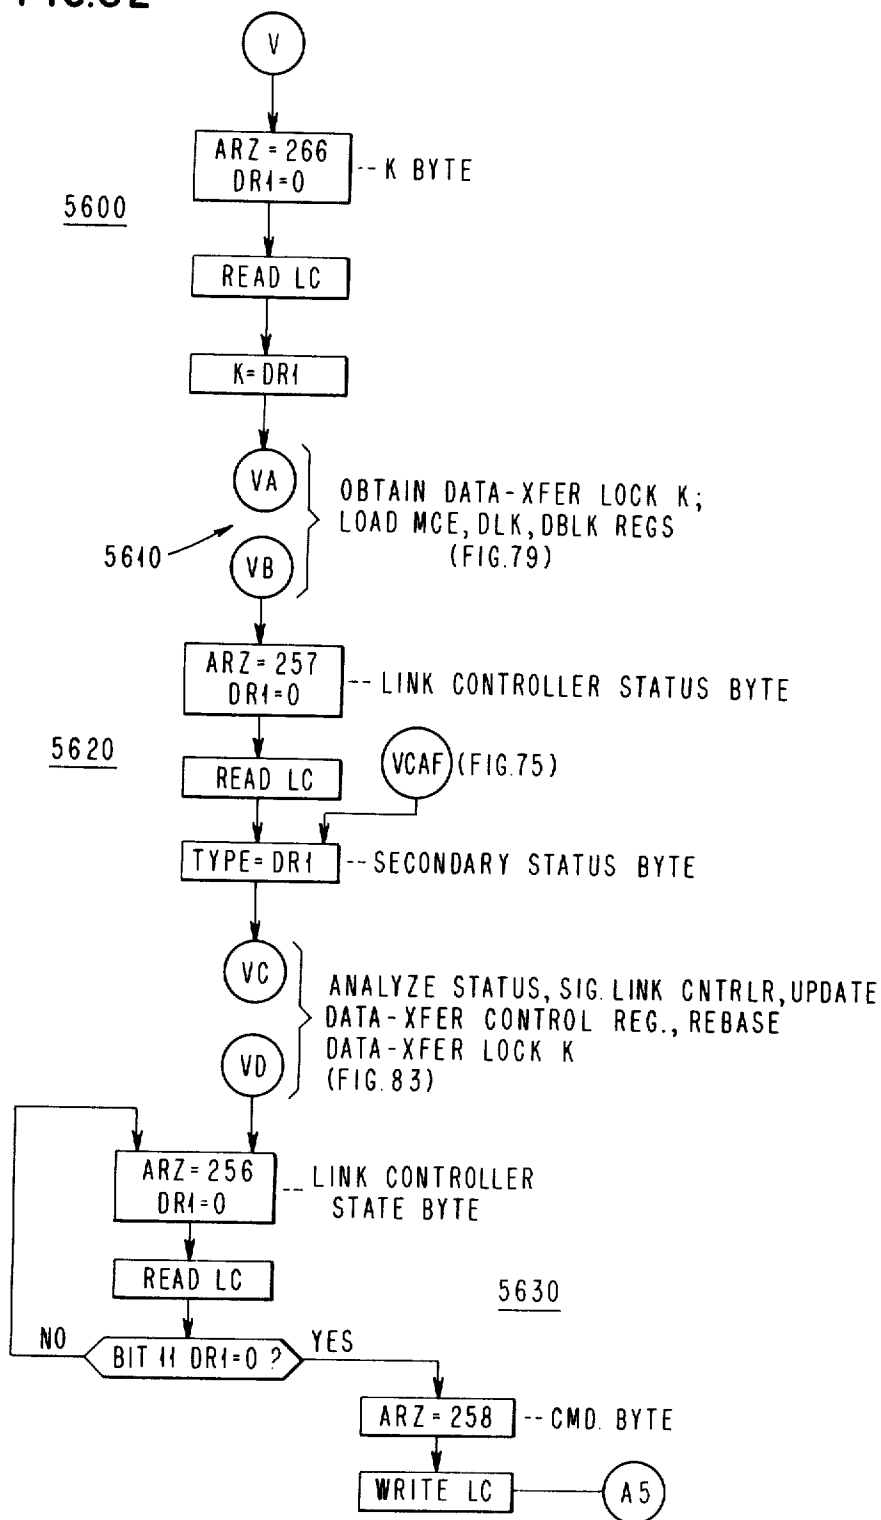 V
ARZ=266
DR1=0
--K BYTE
5600
READ LC
K=DR1
VA
OBTAIN DATA-XFER LOCK K;
LOAD MCE, DLK, DBLK REGS
(FIG.79)
5610
VB
ARZ=257
DR1=0
-- LINK CONTROLLER STATUS BYTE
5620
READ LC
VCAF (FIG.75)
TYPE=DR1 --SECONDARY STATUS BYTE
VC
ANALYZE STATUS, SIG. LINK CNTRLR, UPDATE
DATA-XFER CONTROL REG., REBASE
DATA-XFER LOCK K
(FIG. 83)
VD
ARZ=256
DR1=0
-- LINK CONTROLLER
STATE BYTE
READ LC
5630
NO
BIT 11 DR1=0 ?
YES
ARZ=258 --CMD. BYTE
WRITE LC
A5